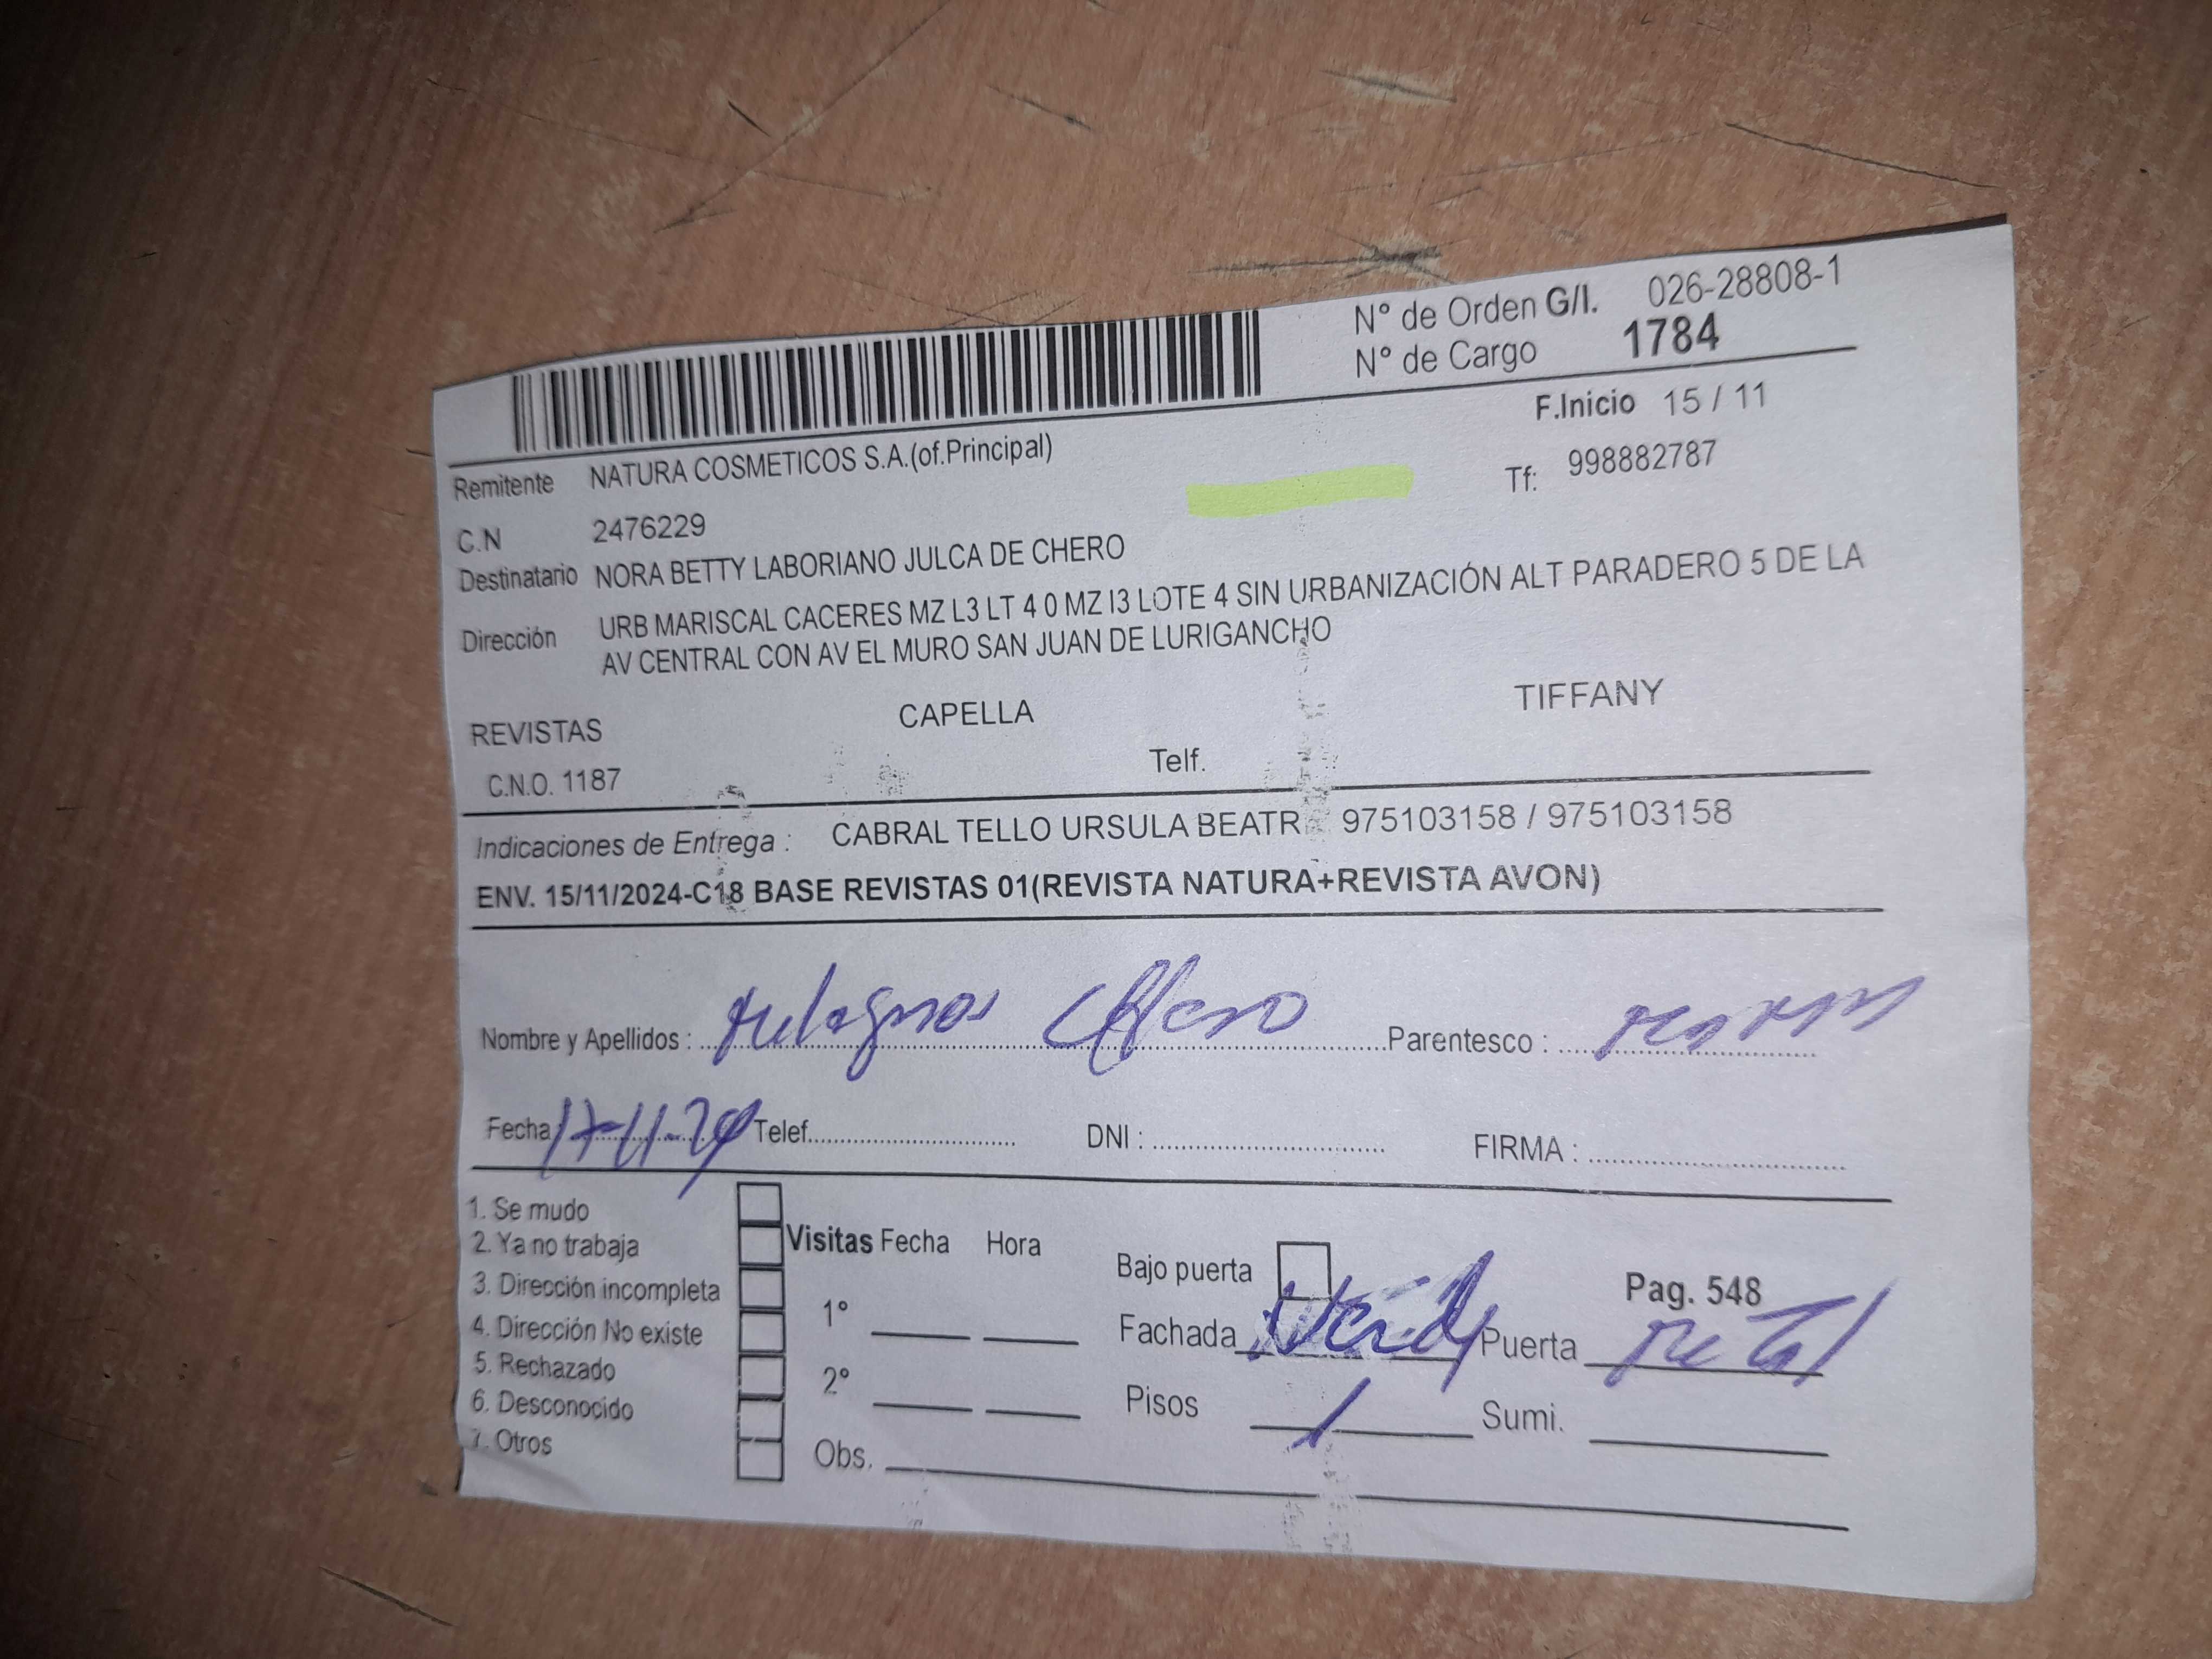 N° de Orden G/I. 026-28808-1
N° de Cargo 1784
F.Inicio 15 / 11
Remitente NATURA COSMETICOS S.A.(of.Principal)
Tf: 998882787
C.N 2476229
Destinatario NORA BETTY LABORIANO JULCA DE CHERO
Dirección URB MARISCAL CACERES MZ L3 LT 4 0 MZ I3 LOTE 4 SIN URBANIZACIÓN ALT PARADERO 5 DE LA
AV CENTRAL CON AV EL MURO SAN JUAN DE LURIGANCHO
REVISTAS CAPELLA TIFFANY
C.N.O. 1187 Telf.
Indicaciones de Entrega : CABRAL TELLO URSULA BEATR 975103158 / 975103158
ENV. 15/11/2024-C18 BASE REVISTAS 01(REVISTA NATURA+REVISTA AVON)
Nombre y Apellidos : Milagros Chero Parentesco :
Fecha 17-11-24 Telef. DNI : FIRMA :
1. Se mudo
2. Ya no trabaja
3. Dirección incompleta
4. Dirección No existe
5. Rechazado
6. Desconocido
7. Otros
Visitas Fecha Hora
1°
2°
Obs.
Bajo puerta Pag. 548
Fachada Verde Puerta Metal
Pisos 1 Sumi.